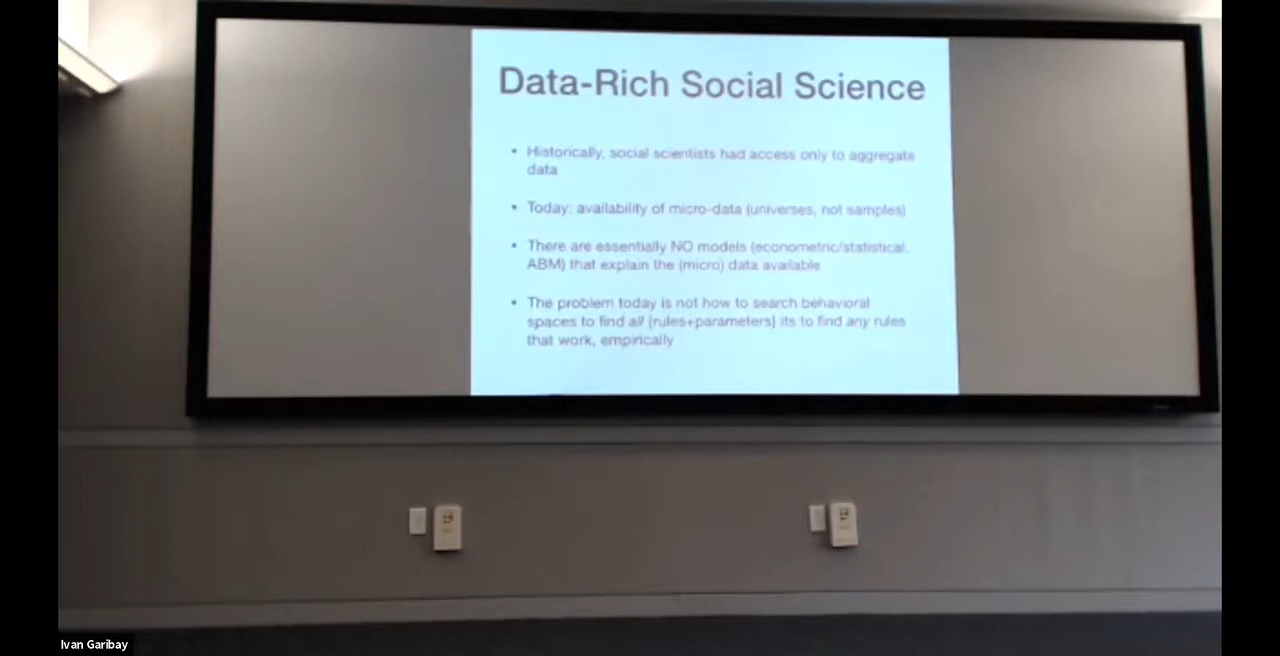 Data-Rich Social Science
• Historically, social scientists had access only to aggregate
data
• Today: availability of micro-data (universes, not samples)
• There are essentially NO models (econometric/statistical,
ABM) that explain the (micro) data available
• The problem today is not how to search behavioral
spaces to find all {rules+parameters} its to find any rules
that work, empirically
Ivan Garibay